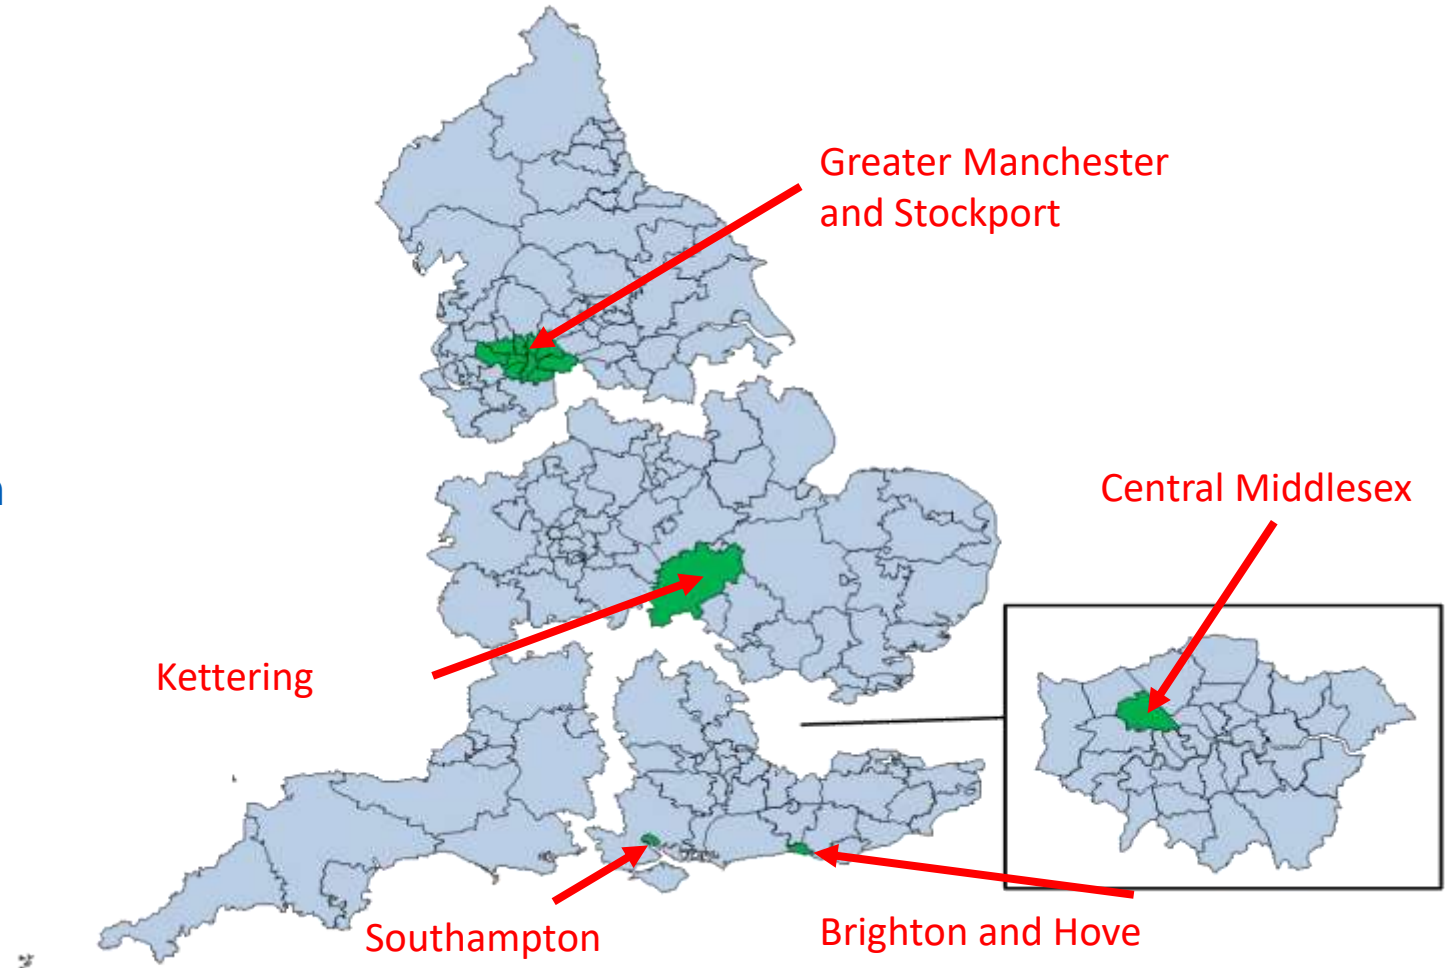 Greater Manchester
and Stockport
Central Middlesex
Kettering
Southampton
Brighton and Hove